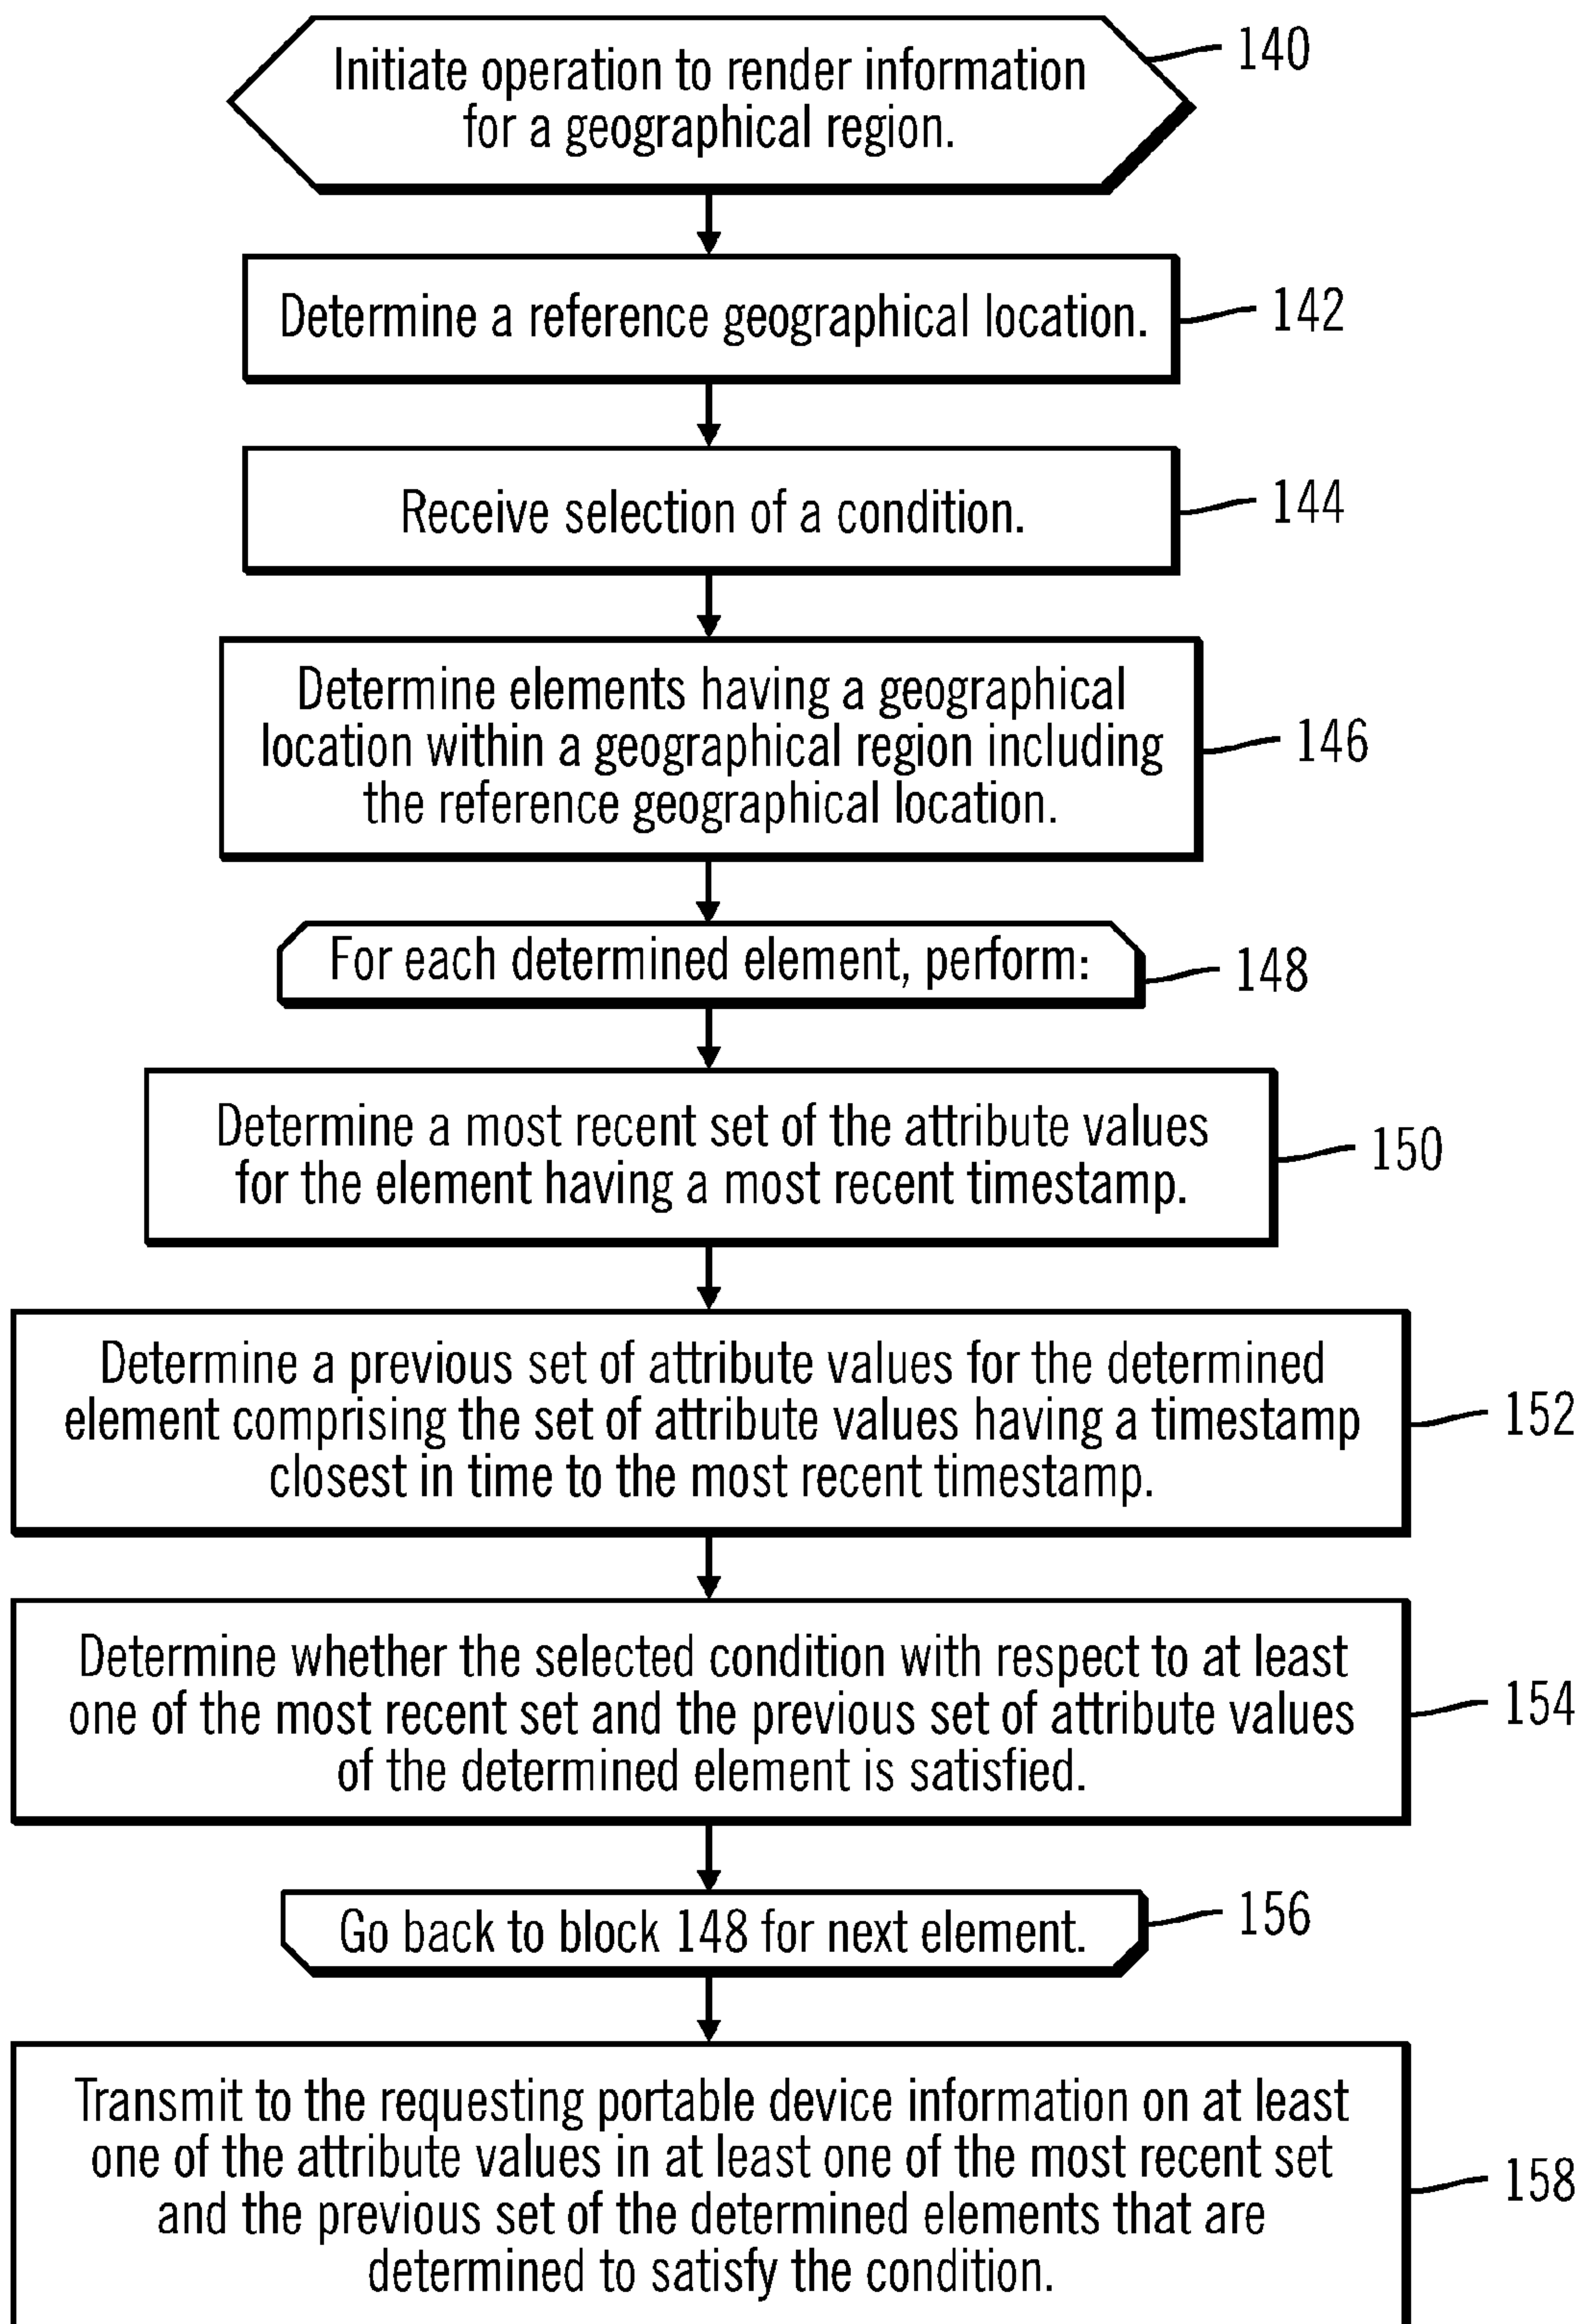 Initiate operation to render information
for a geographical region.
140
Determine a reference geographical location.
142
Receive selection of a condition.
144
Determine elements having a geographical
location within a geographical region including
the reference geographical location.
146
For each determined element, perform:
148
Determine a most recent set of the attribute values
for the element having a most recent timestamp.
150
Determine a previous set of attribute values for the determined
element comprising the set of attribute values having a timestamp
closest in time to the most recent timestamp.
152
Determine whether the selected condition with respect to at least
one of the most recent set and the previous set of attribute values
of the determined element is satisfied.
154
Go back to block 148 for next element.
156
Transmit to the requesting portable device information on at least
one of the attribute values in at least one of the most recent set
and the previous set of the determined elements that are
determined to satisfy the condition.
158